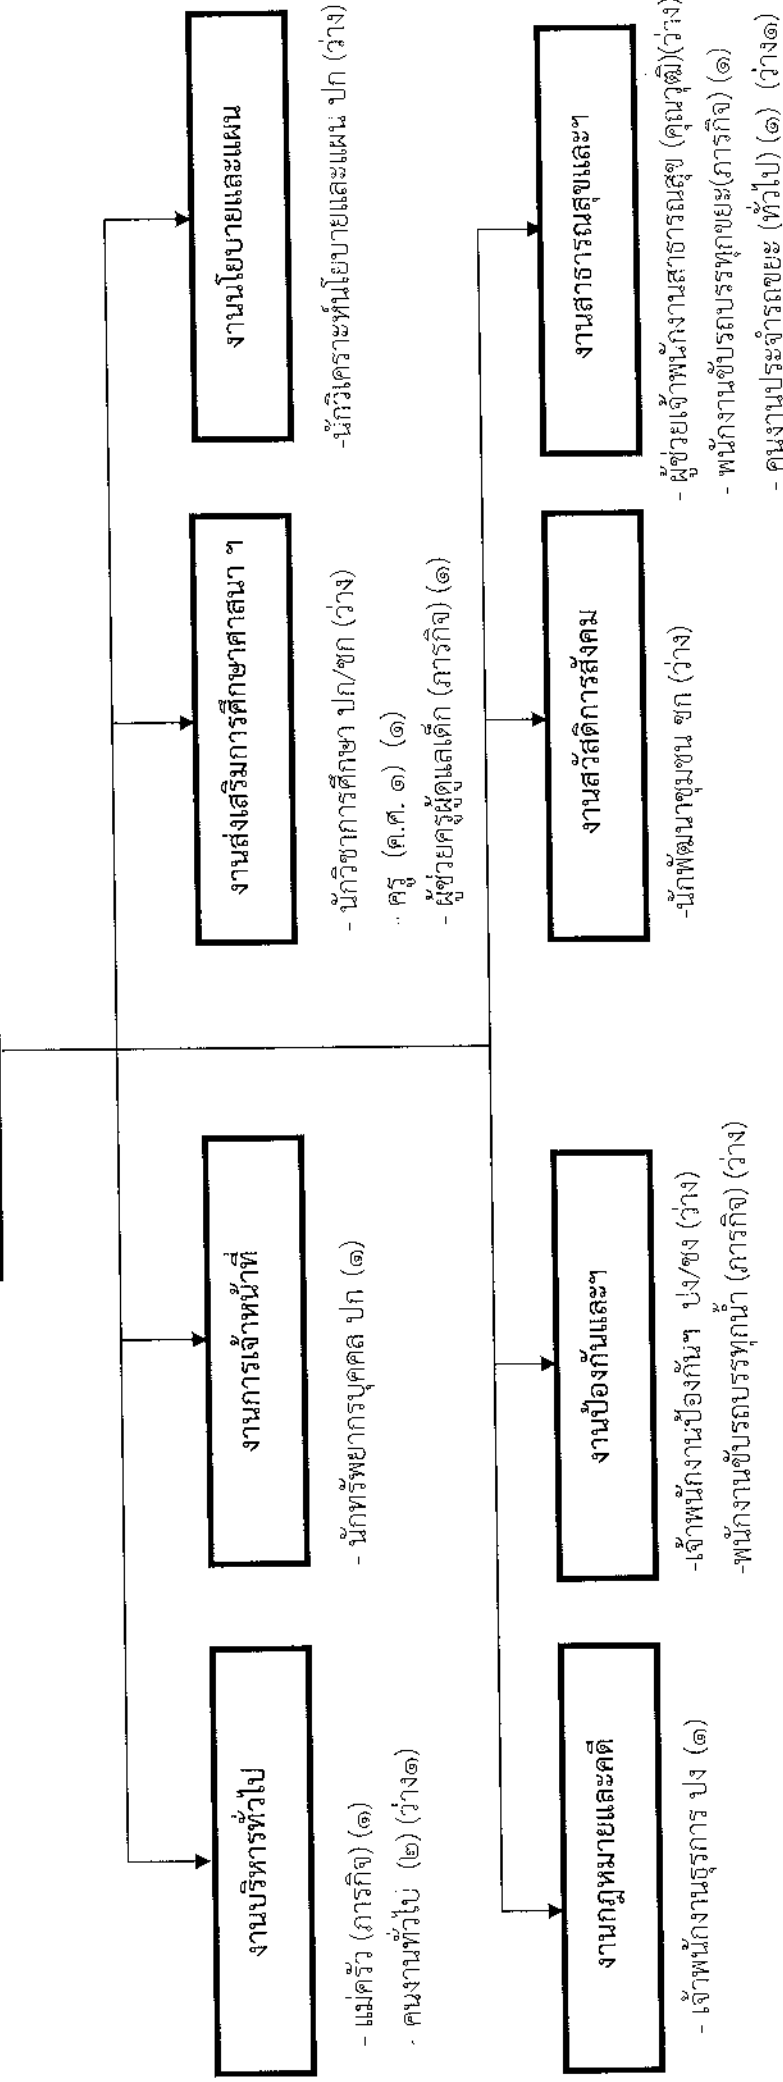 งานบริหารทั่วไป
- แม่ครัว (ภารกิจ) (๑)
- คนงานทั่วไป (๒) (ว่าง๑)
งานการเจ้าหน้าที่
- นักทรัพยากรบุคคล ปก (๑)
งานส่งเสริมการศึกษาศาสนา ฯ
- นักวิชาการศึกษา ปก/ชก (ว่าง)
- ครู (ค.ศ. ๑) (๑)
- ผู้ช่วยครูผู้ดูแลเด็ก (ภารกิจ) (๑)
งานนโยบายและแผน
-นักวิเคราะห์นโยบายและแผน ปก (ว่าง)
งานกฎหมายและคดี
- เจ้าพนักงานธุรการ ปง (๑)
งานป้องกันและฯ
-เจ้าพนักงานป้องกันฯ ปง/ชง (ว่าง)
-พนักงานขับรถบรรทุกน้ำ (ภารกิจ) (ว่าง)
งานสวัสดิการสังคม
-นักพัฒนาชุมชน ชก (ว่าง)
งานสาธารณสุขและฯ
- ผู้ช่วยเจ้าพนักงานสาธารณสุข (คุณวุฒิ)(ว่าง)
- พนักงานขับรถบรรทุกขยะ(ภารกิจ) (๑)
- คนงานประจำรถขยะ (ทั่วไป) (๑) (ว่าง๑)